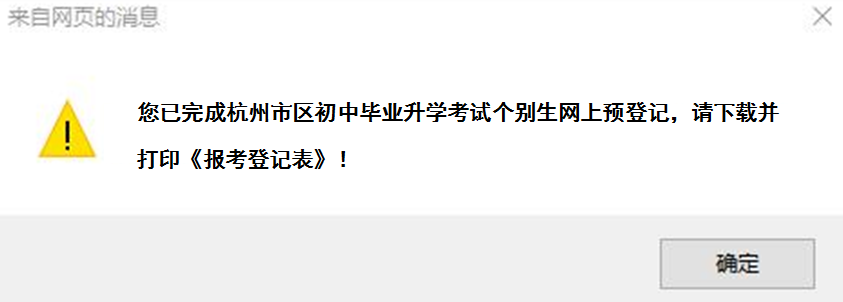 来自网页的消息
您已完成杭州市区初中毕业升学考试个别生网上预登记，请下载并
打印《报考登记表》！
确定